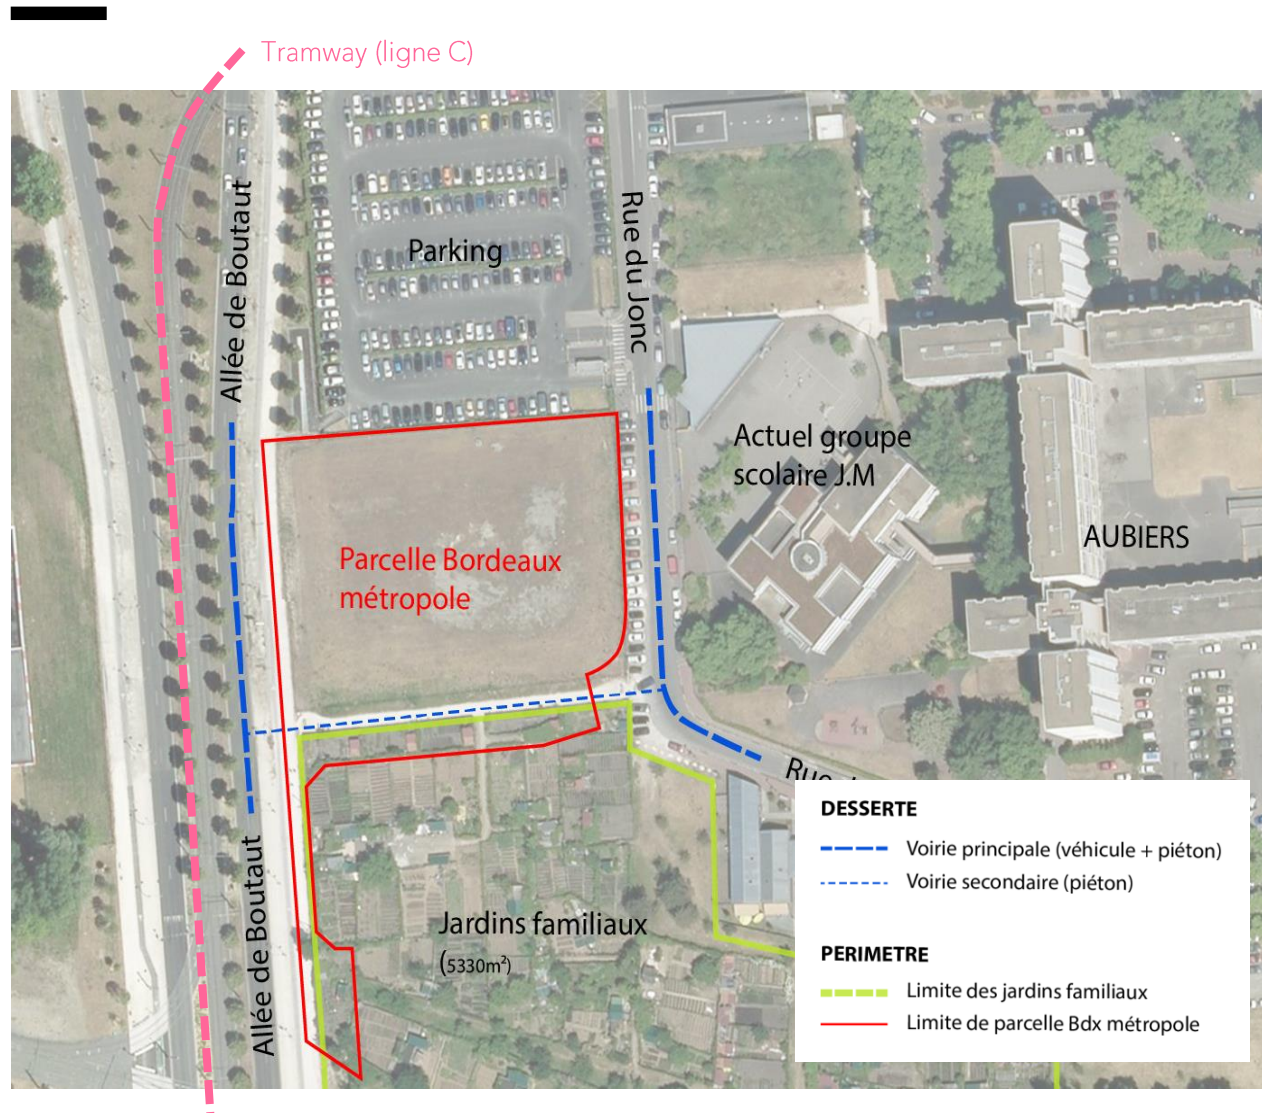 Tramway (ligne C)
Allée de Boutaut
Parking
Rue du Jonc
Actuel groupe
scolaire J.M
AUBIERS
Parcelle Bordeaux
métropole
Rue
Allée de Boutaut
Jardins familiaux
(5330m²)
DESSERTE
Voirie principale (véhicule + piéton)
Voirie secondaire (piéton)
PERIMETRE
Limite des jardins familiaux
Limite de parcelle Bdx métropole